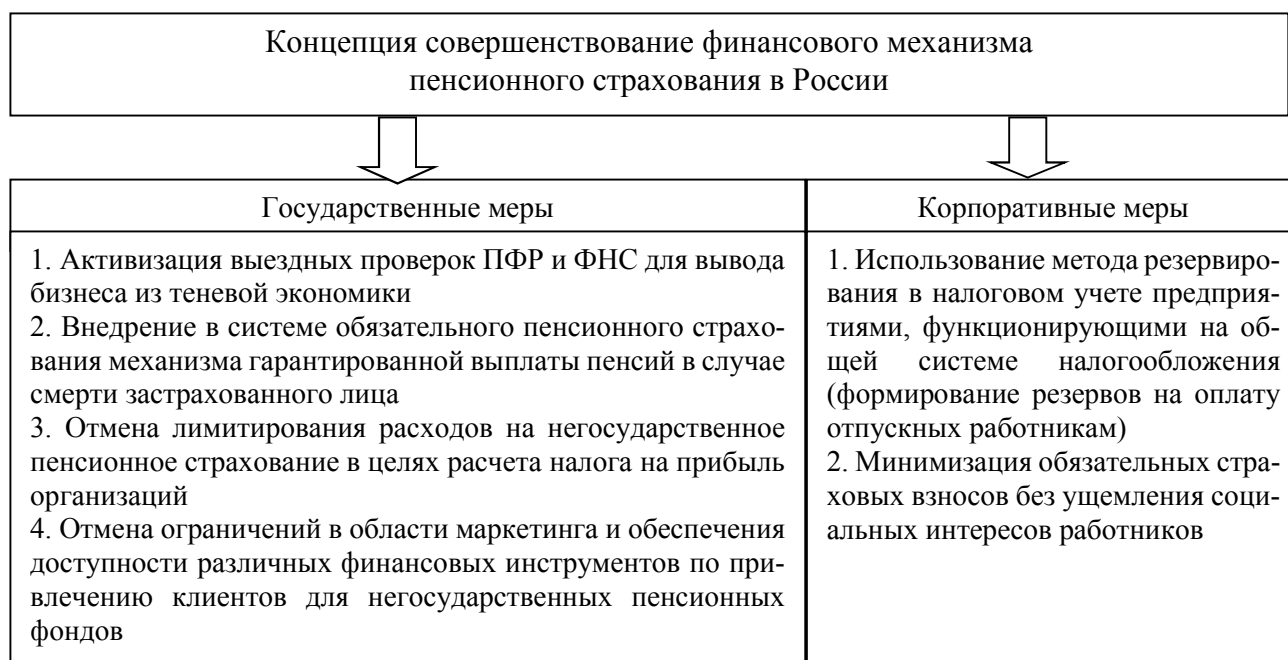 Концепция совершенствование финансового механизма
пенсионного страхования в России
Государственные меры
1. Активизация выездных проверок ПФР и ФНС для вывода
бизнеса из теневой экономики
2. Внедрение в системе обязательного пенсионного страхо-
вания механизма гарантированной выплаты пенсий в случае
смерти застрахованного лица
3. Отмена лимитирования расходов на негосударственное
пенсионное страхование в целях расчета налога на прибыль
организаций
4. Отмена ограничений в области маркетинга и обеспечения
доступности различных финансовых инструментов по при-
влечению клиентов для негосударственных пенсионных
фондов
Корпоративные меры
1. Использование метода резервиро-
вания в налоговом учете предприя-
тиями, функционирующими на об-
щей системе налогообложения
(формирование резервов на оплату
отпускных работникам)
2. Минимизация обязательных стра-
ховых взносов без ущемления соци-
альных интересов работников